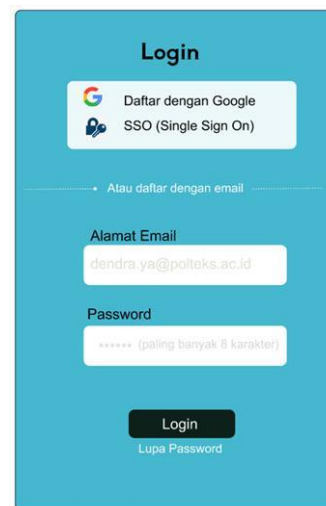 Login
Daftar dengan Google
SSO (Single Sign On)
Atau daftar dengan email
Alamat Email
dendra.ya@polteks.ac.id
Password
•••••• (paling banyak 8 karakter)
Login
Lupa Password